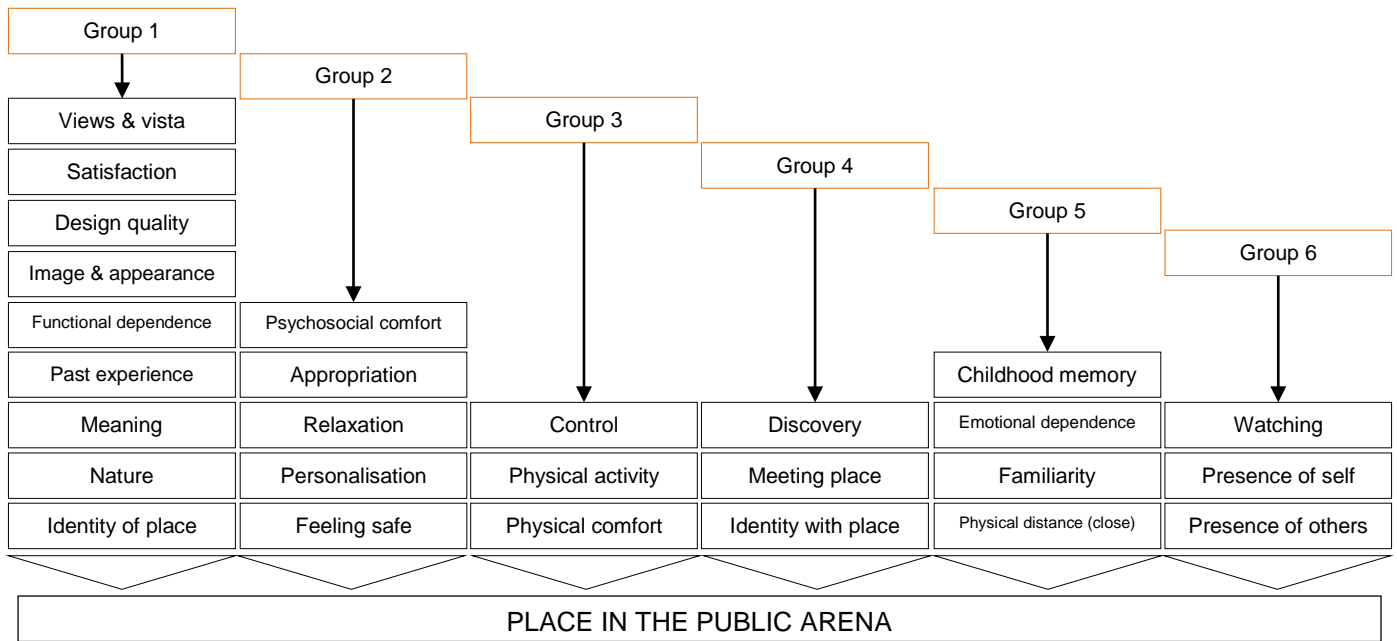 Group 1
Views & vista
Satisfaction
Design quality
Image & appearance
Functional dependence
Past experience
Meaning
Nature
Identity of place
Group 2
Psychosocial comfort
Appropriation
Relaxation
Personalisation
Feeling safe
Group 3
Control
Physical activity
Physical comfort
Group 4
Discovery
Meeting place
Identity with place
Group 5
Childhood memory
Emotional dependence
Familiarity
Physical distance (close)
Group 6
Watching
Presence of self
Presence of others
PLACE IN THE PUBLIC ARENA